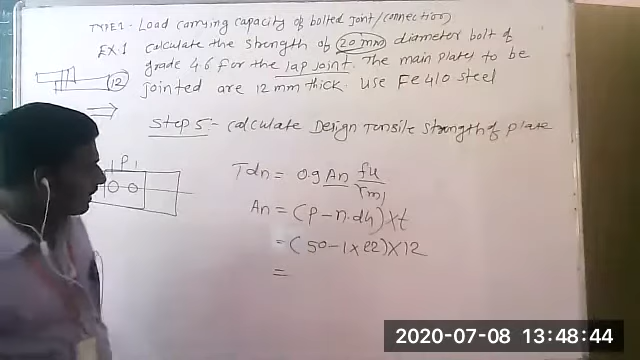 TYPE1 - Load carrying capacity of bolted joint/connection
EX.1 calculate the strength of 20 mm diameter bolt of
grade 4.6 for the lap joint. The main plates to be
jointed are 12 mm thick. Use Fe 410 steel
12
Step 5:- calculate Design Tensile strength of plate
P
Tdn = 0.9 An fu
rm1
An = (P - n.dh) x t
= (50 - 1 x 22) x 12
=
2020-07-08 13:48:44